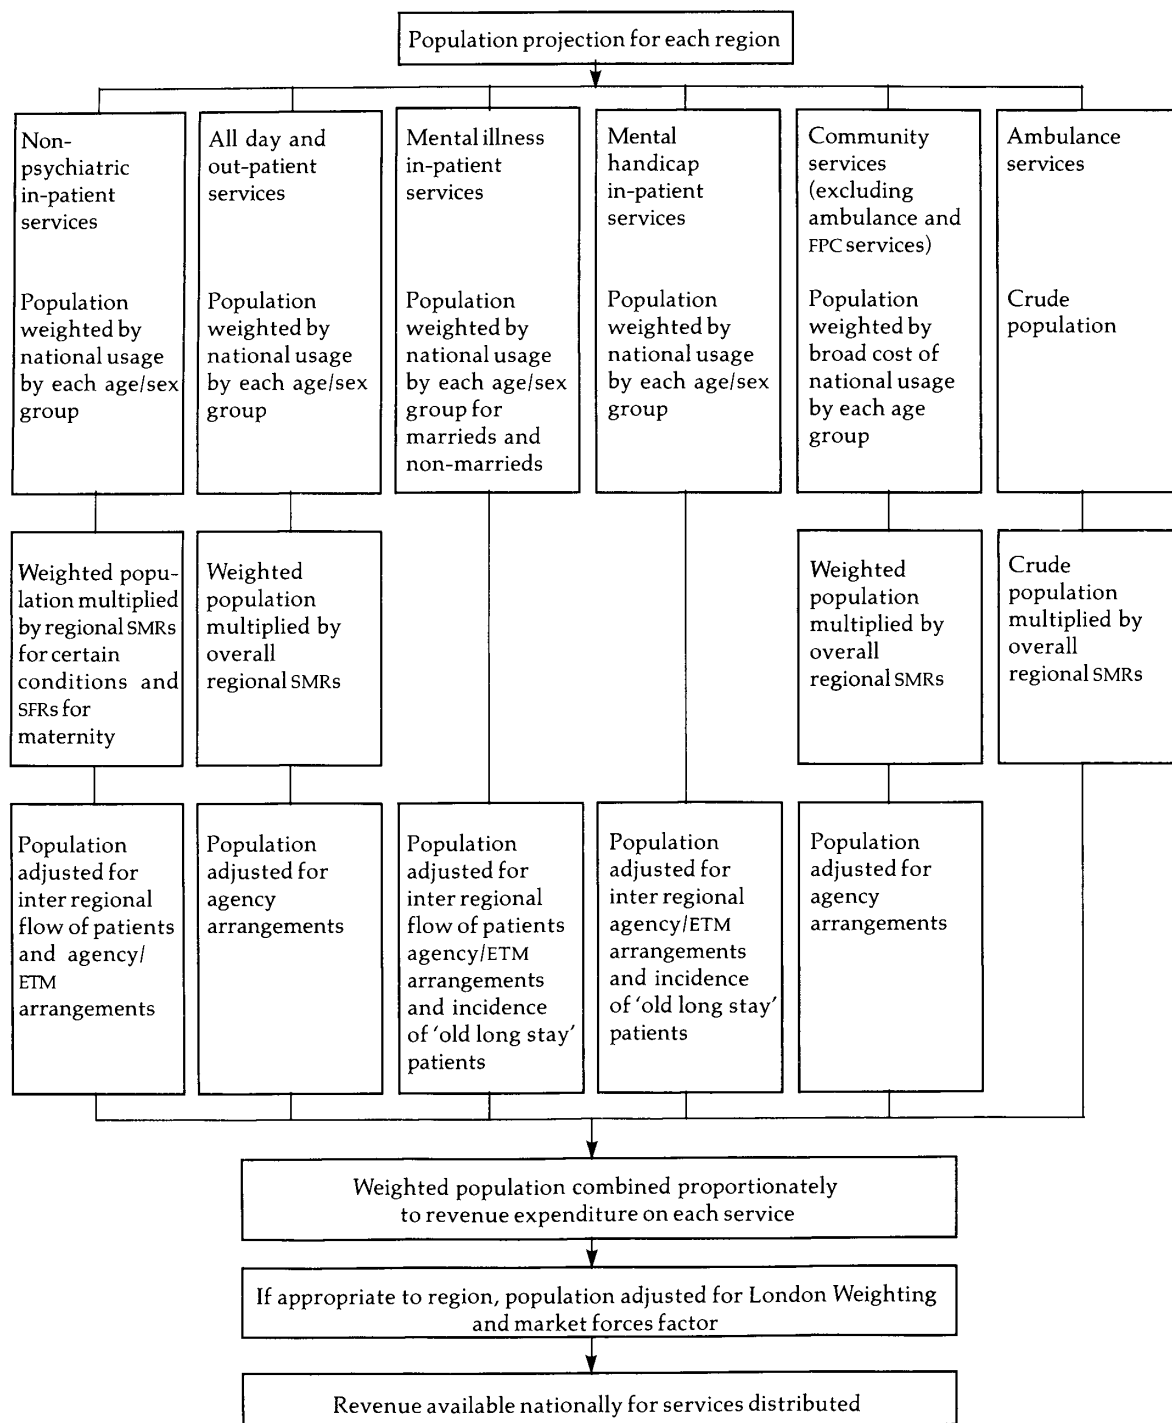 Population projection for each region
Non-
psychiatric
in-patient
services
Population
weighted by
national usage
by each age/sex
group
All day and
out-patient
services
Population
weighted by
national usage
by each age/sex
group
Mental illness
in-patient
services
Population
weighted by
national usage
by each age/sex
group for
marrieds and
non-marrieds
Mental
handicap
in-patient
services
Population
weighted by
national usage
by each age/sex
group
Community
services
(excluding
ambulance and
FPC services)
Population
weighted by
broad cost of
national usage
by each age
group
Ambulance
services
Crude
population
Weighted popu-
lation multiplied
by regional SMRs
for certain
conditions and
SFRs for
maternity
Weighted
population
multiplied by
overall
regional SMRs
Weighted
population
multiplied by
overall
regional SMRs
Crude
population
multiplied by
overall
regional SMRs
Population
adjusted for
inter regional
flow of patients
and agency/
ETM
arrangements
Population
adjusted for
agency
arrangements
Population
adjusted for
inter regional
flow of patients
agency/ETM
arrangements
and incidence
of ‘old long stay’
patients
Population
adjusted for
inter regional
agency/ETM
arrangements
and incidence
of ‘old long stay’
patients
Population
adjusted for
agency
arrangements
Weighted population combined proportionately
to revenue expenditure on each service
If appropriate to region, population adjusted for London Weighting
and market forces factor
Revenue available nationally for services distributed